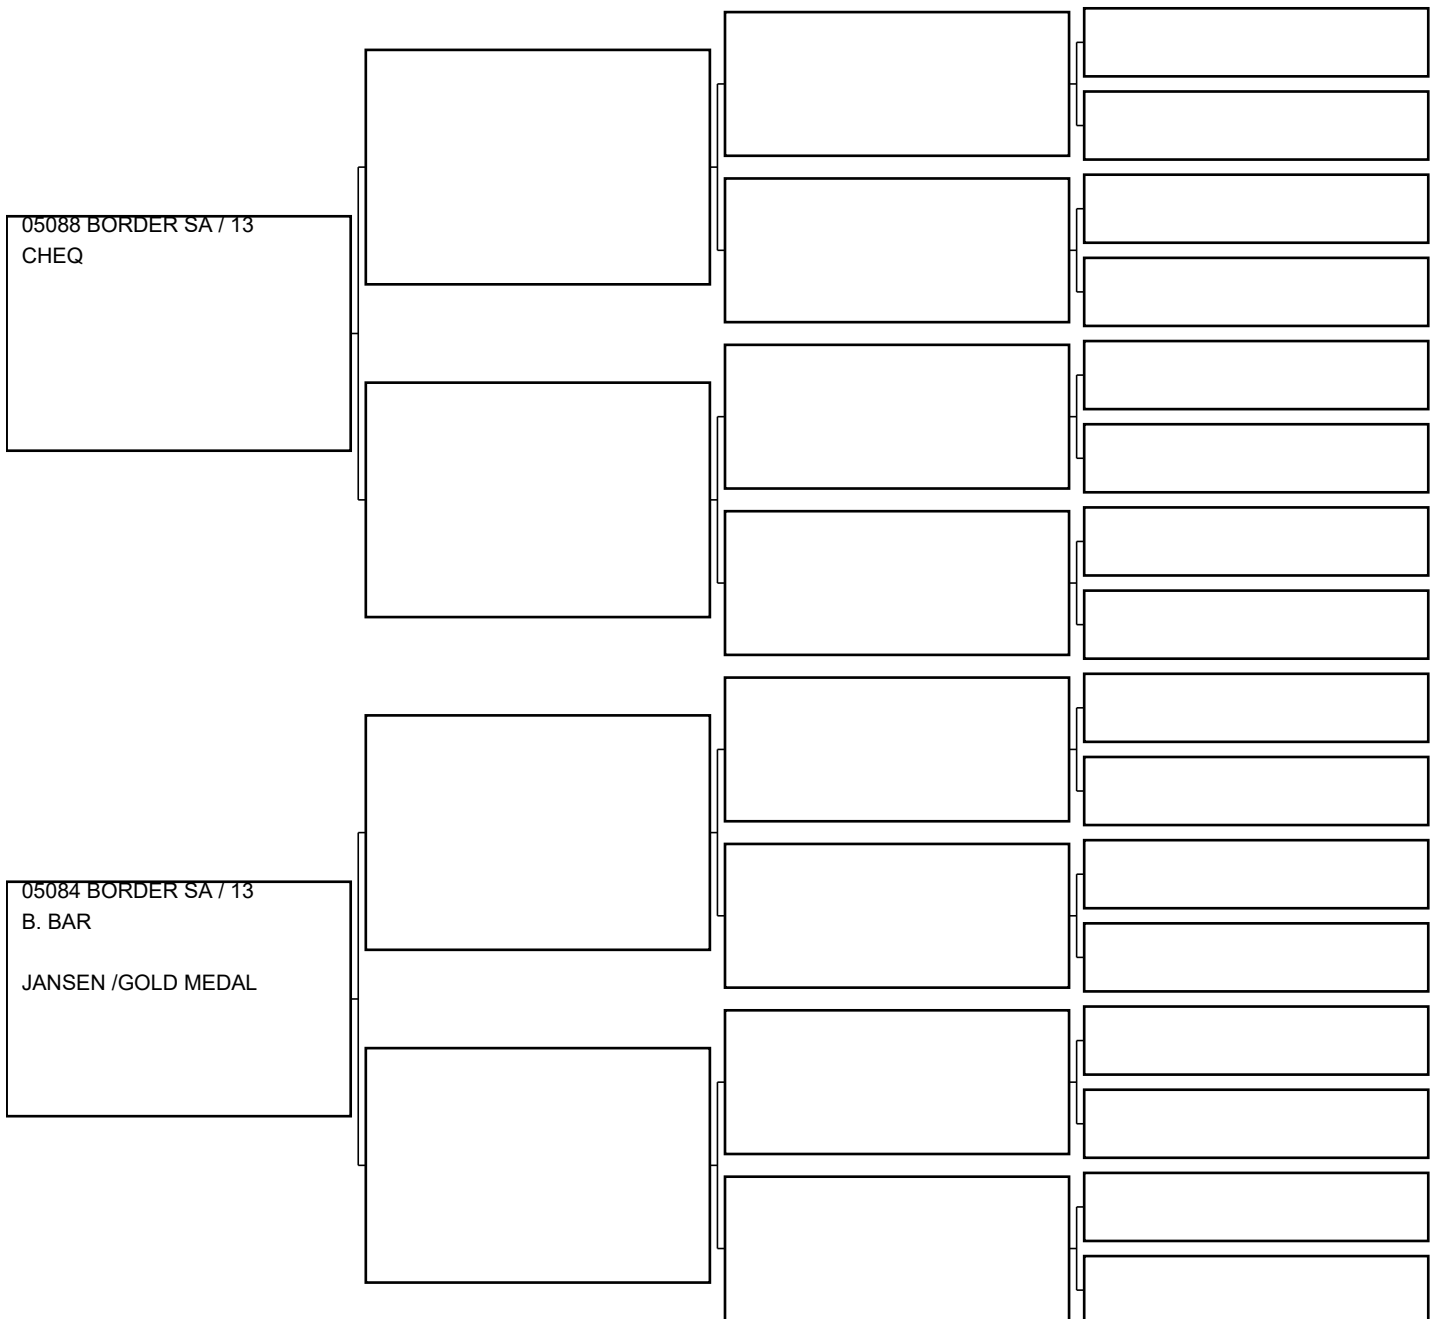 05088 BORDER SA / 13
CHEQ
05084 BORDER SA / 13
B. BAR
JANSEN /GOLD MEDAL